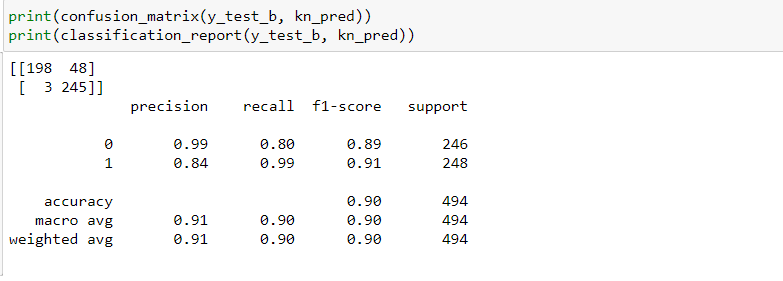 print(confusion_matrix(y_test_b, kn_pred))
print(classification_report(y_test_b, kn_pred))
[[198  48]
 [  3 245]]
              precision    recall  f1-score   support

           0       0.99      0.80      0.89       246
           1       0.84      0.99      0.91       248

    accuracy                           0.90       494
   macro avg       0.91      0.90      0.90       494
weighted avg       0.91      0.90      0.90       494